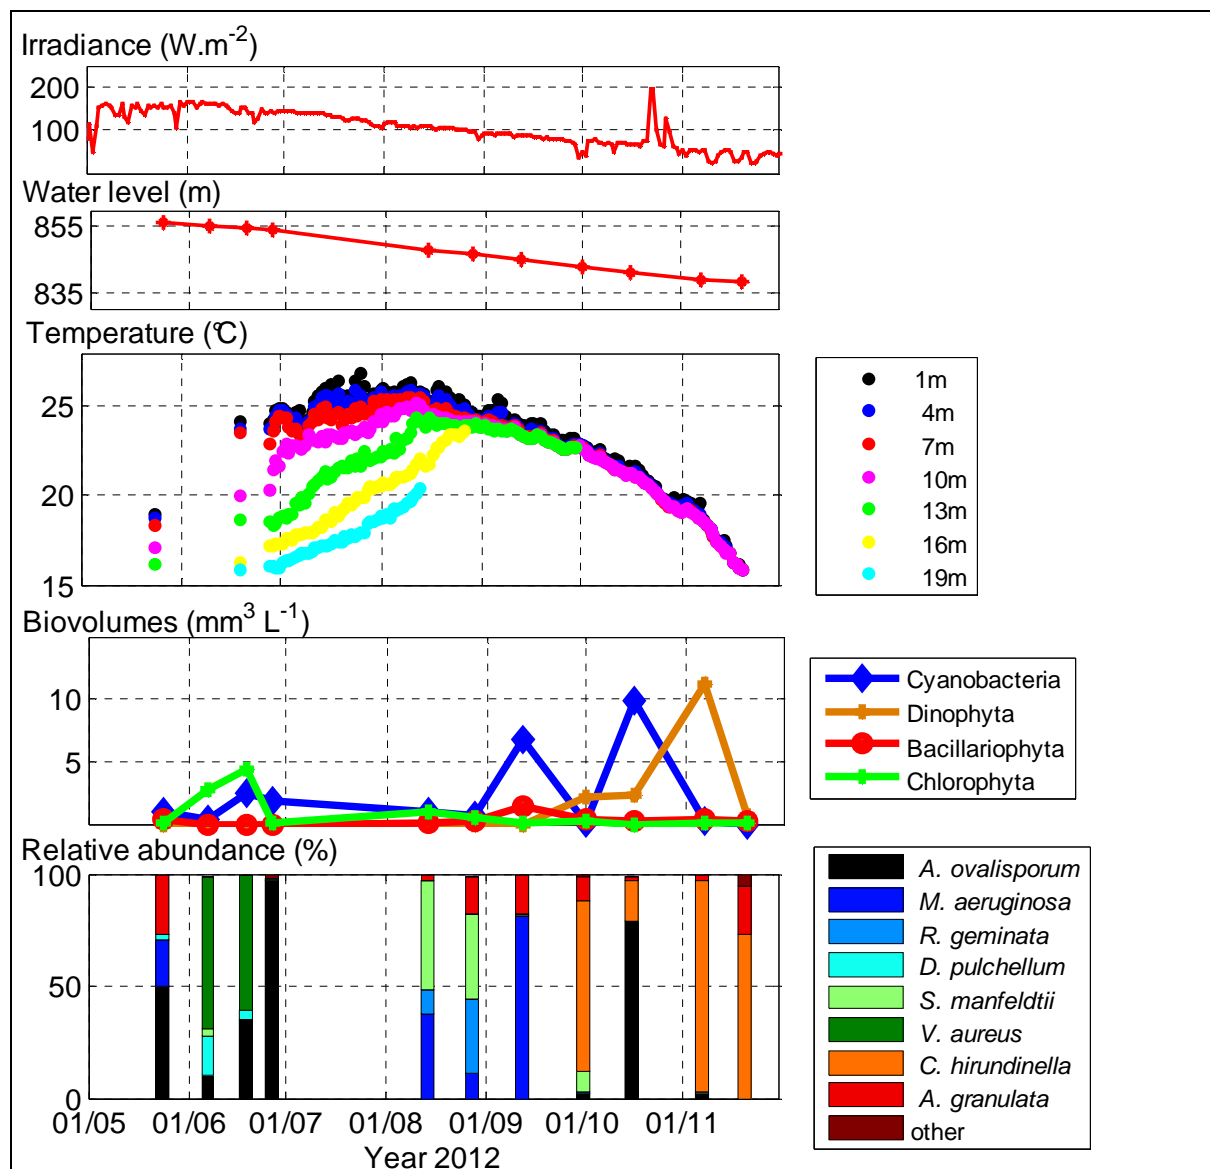 Irradiance (W.m-2)
200
100
Water level (m)
855
835
Temperature (°C)
25
20
15
1m
4m
7m
10m
13m
16m
19m
Biovolumes (mm3 L-1)
10
5
Cyanobacteria
Dinophyta
Bacillariophyta
Chlorophyta
Relative abundance (%)
100
50
0
01/05 01/06 01/07 01/08 01/09 01/10 01/11
Year 2012
A. ovalisporum
M. aeruginosa
R. geminata
D. pulchellum
S. manfeldtii
V. aureus
C. hirundinella
A. granulata
other